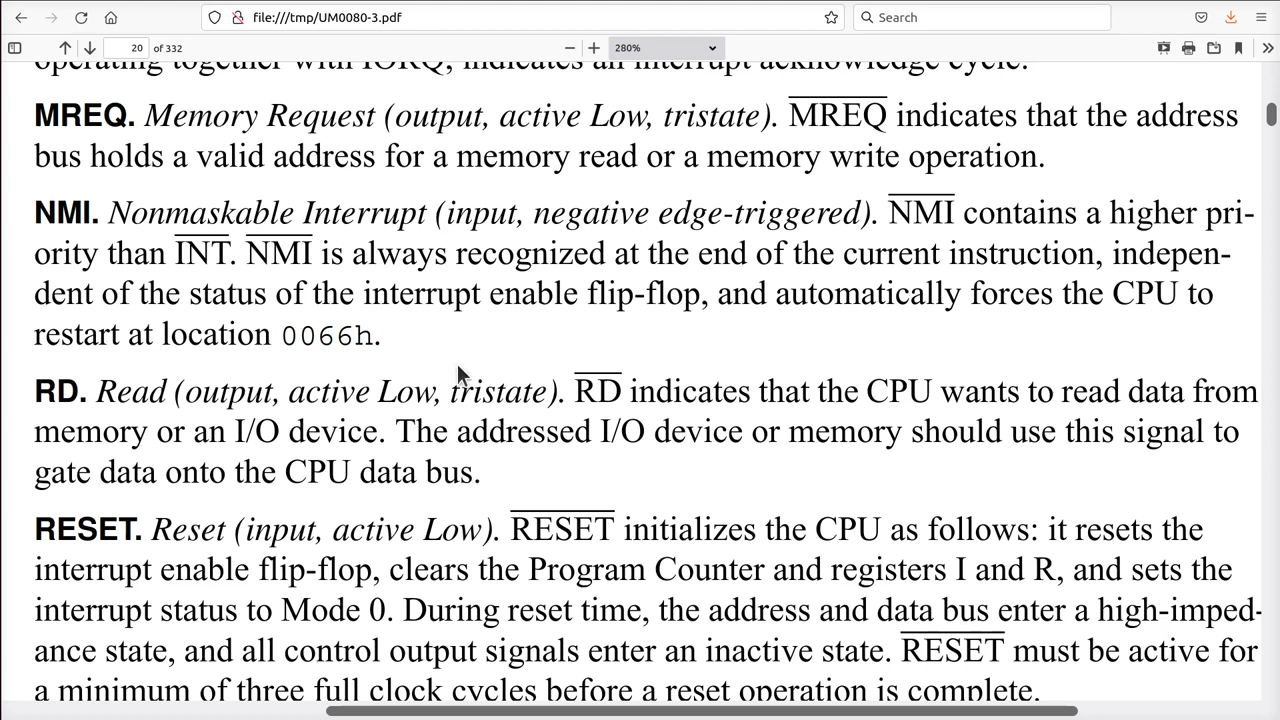 file:///tmp/UM0080-3.pdf
Search
20 of 332
280%
operating together with IORQ, indicates an interrupt acknowledge cycle.
MREQ. Memory Request (output, active Low, tristate). MREQ indicates that the address
bus holds a valid address for a memory read or a memory write operation.
NMI. Nonmaskable Interrupt (input, negative edge-triggered). NMI contains a higher pri-
ority than INT. NMI is always recognized at the end of the current instruction, indepen-
dent of the status of the interrupt enable flip-flop, and automatically forces the CPU to
restart at location 0066h.
RD. Read (output, active Low, tristate). RD indicates that the CPU wants to read data from
memory or an I/O device. The addressed I/O device or memory should use this signal to
gate data onto the CPU data bus.
RESET. Reset (input, active Low). RESET initializes the CPU as follows: it resets the
interrupt enable flip-flop, clears the Program Counter and registers I and R, and sets the
interrupt status to Mode 0. During reset time, the address and data bus enter a high-imped-
ance state, and all control output signals enter an inactive state. RESET must be active for
a minimum of three full clock cycles before a reset operation is complete.